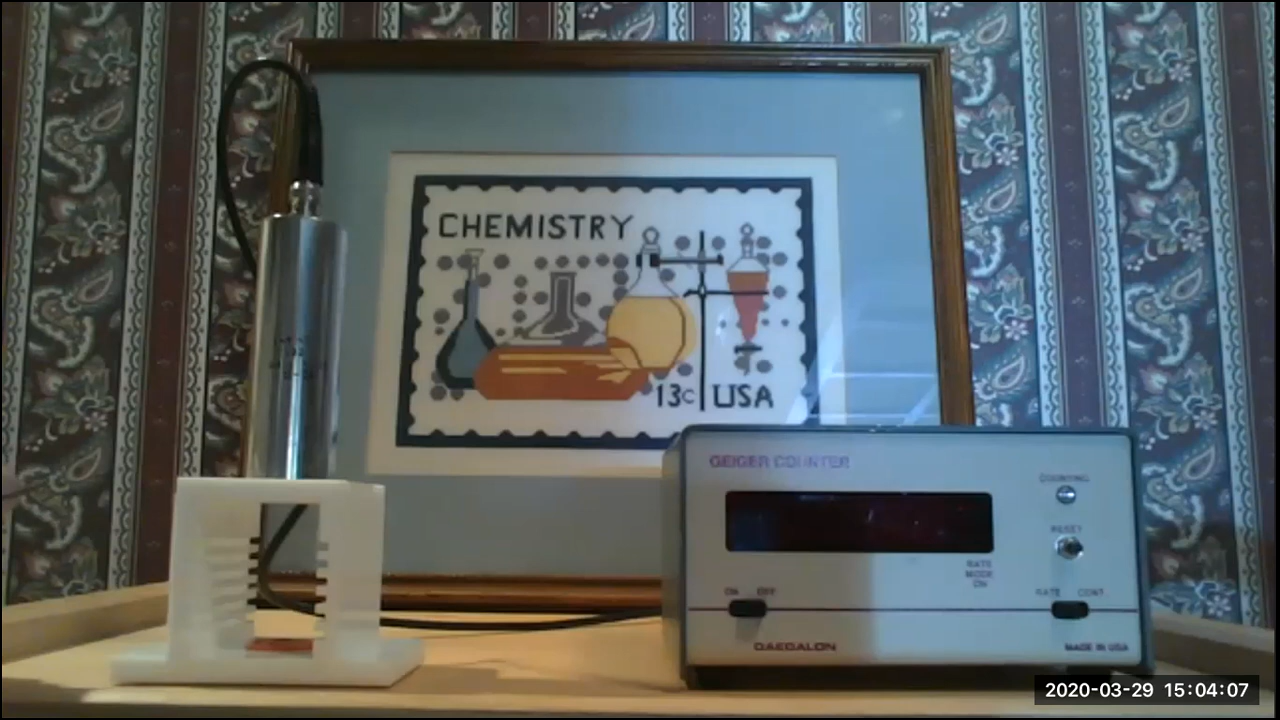 CHEMISTRY
13c USA
GEIGER COUNTER
COUNTING
RESET
RATE
MODE
ON
ON OFF
RATE CONT.
DAEDALON
MADE IN USA
2020-03-29 15:04:07